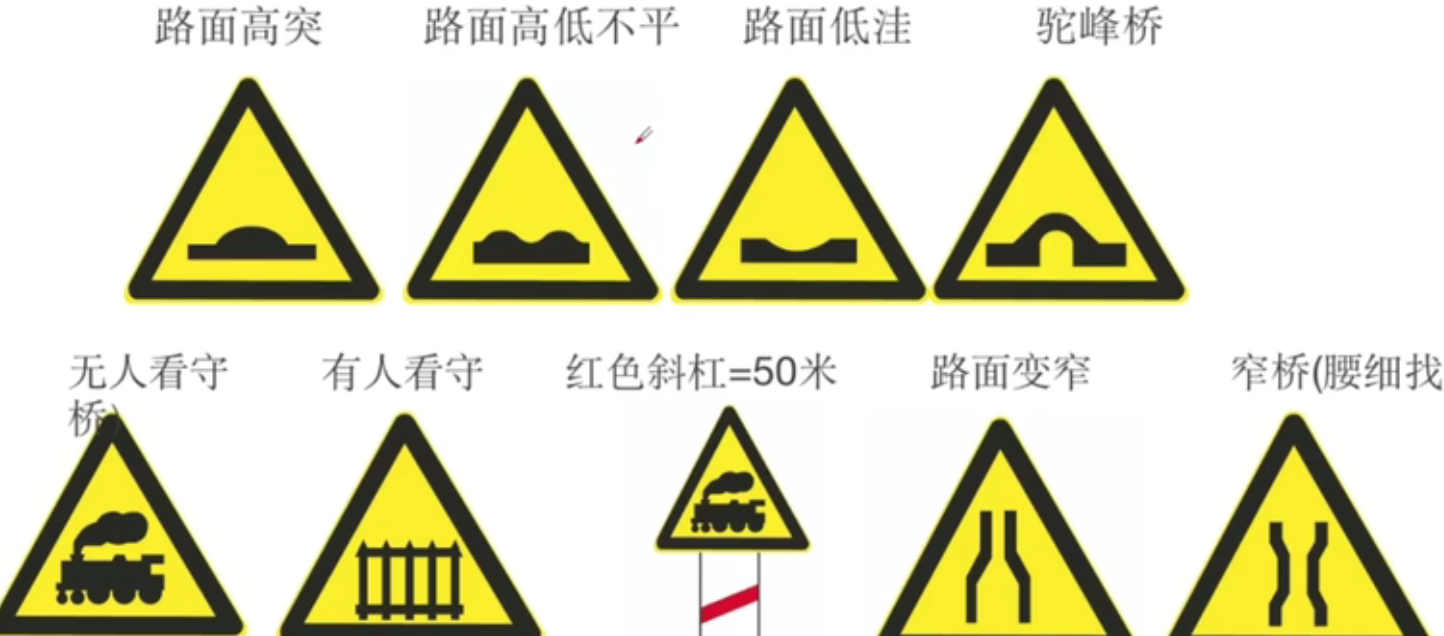 路面高突
路面高低不平
路面低洼
驼峰桥
无人看守
有人看守
红色斜杠=50米
路面变窄
窄桥(腰细找
桥)